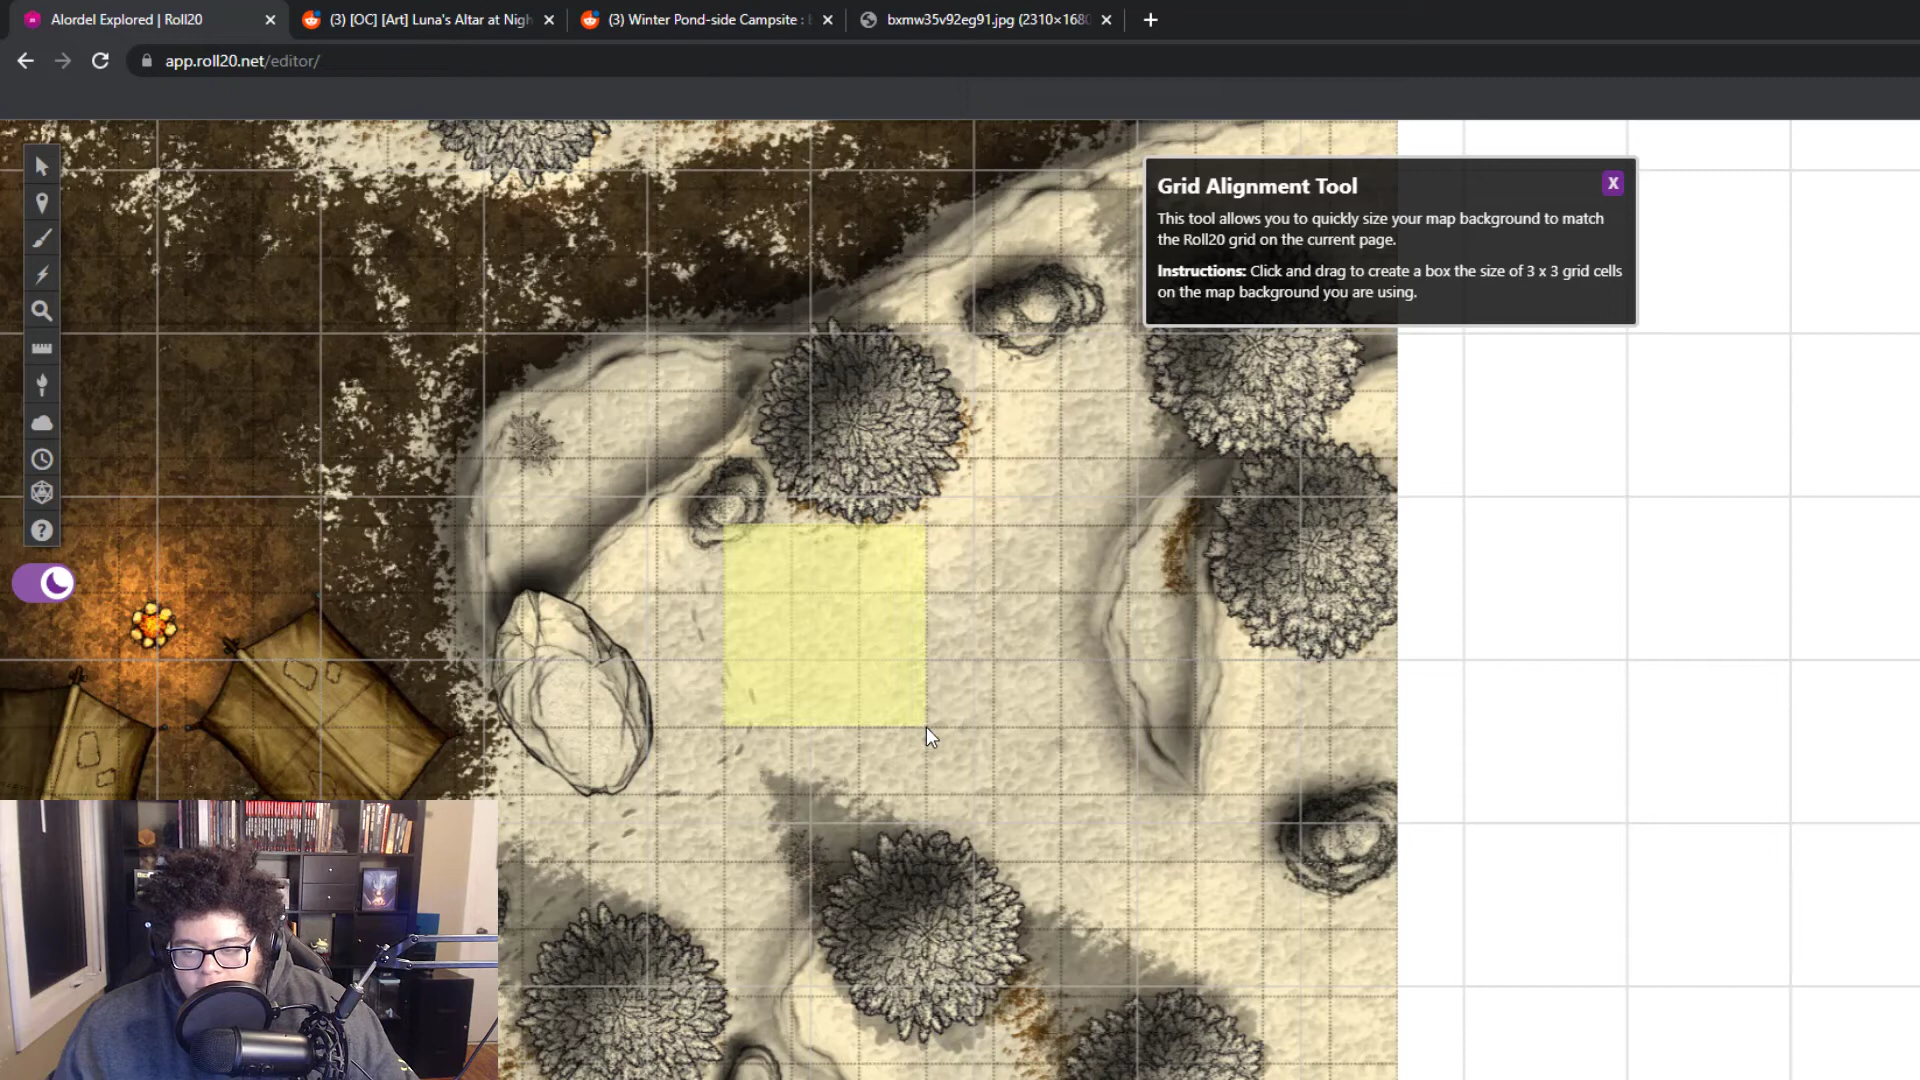 Alordel Explored | Roll20
(3) [OC] [Art] Luna's Altar at Nigh
(3) Winter Pond-side Campsite :
bxmw35v92eg91.jpg (2310×1680
app.roll20.net/editor/
Grid Alignment Tool
X
This tool allows you to quickly size your map background to match
the Roll20 grid on the current page.
Instructions: Click and drag to create a box the size of 3 x 3 grid cells
on the map background you are using.